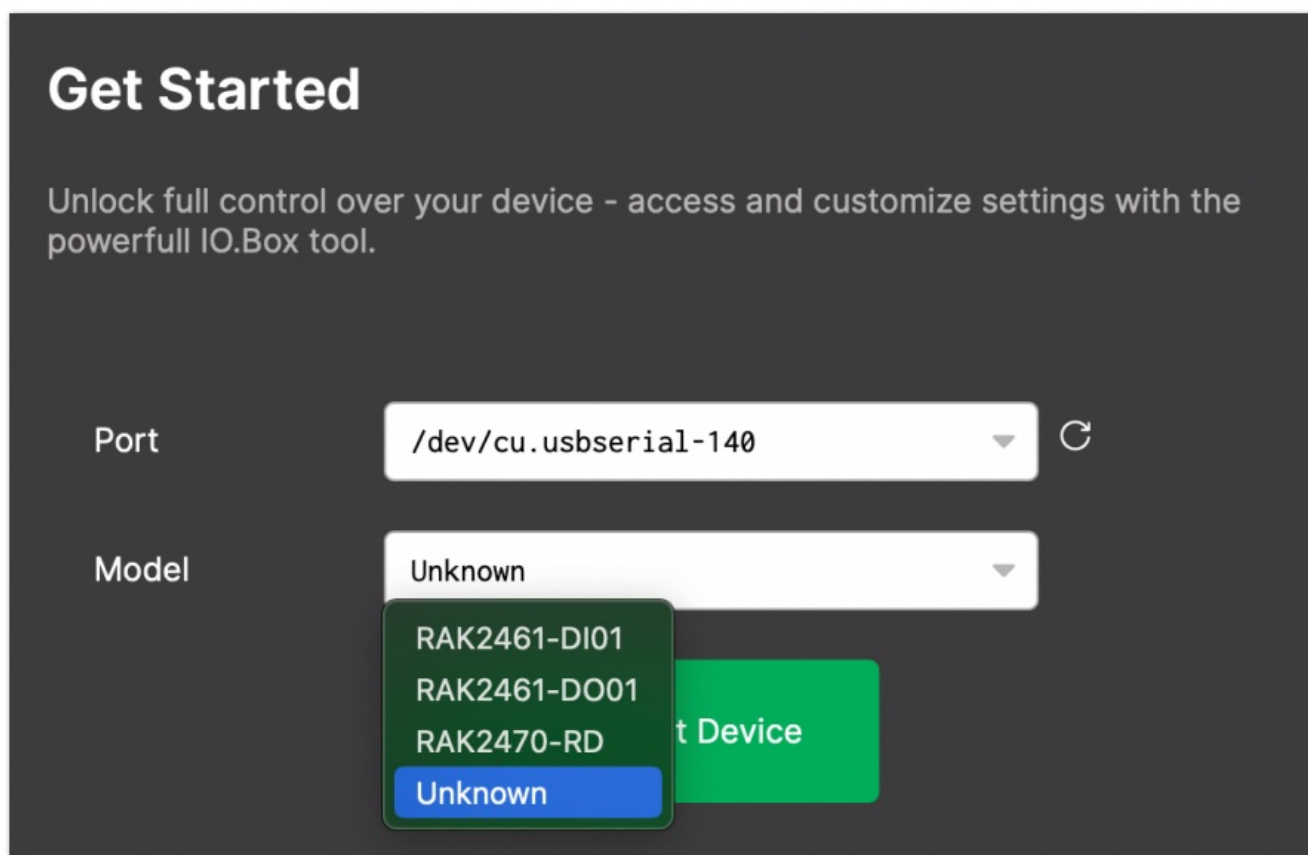 Get Started
Unlock full control over your device - access and customize settings with the
powerfull IO.Box tool.
Port
/dev/cu.usbserial-140
Model
Unknown
RAK2461-DI01
RAK2461-DO01
RAK2470-RD
t Device
Unknown